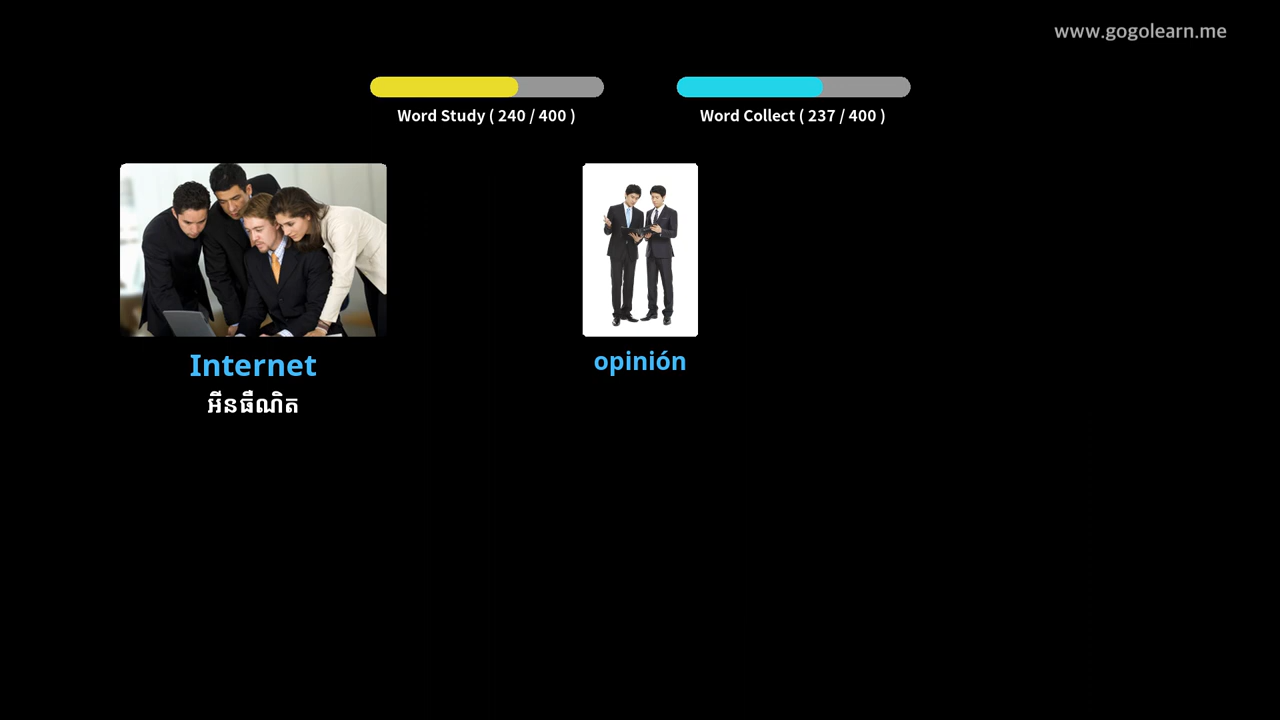 www.gogolearn.me
Word Study ( 240 / 400 )
Word Collect ( 237 / 400 )
Internet
អីនធឺណិត
opinión